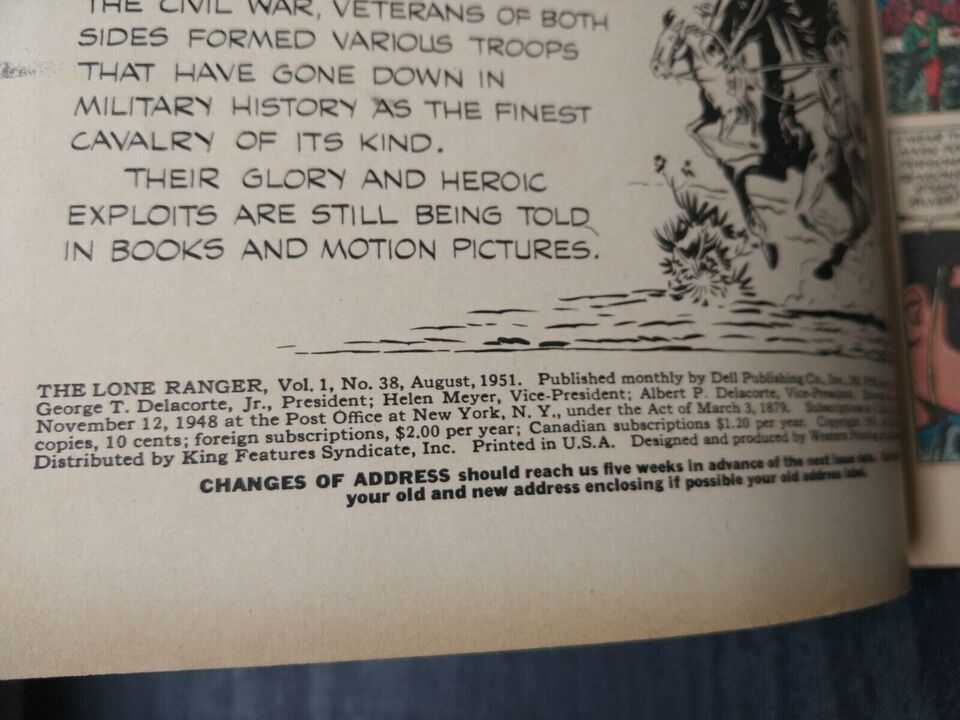 THE CIVIL WAR, VETERANS OF BOTH
SIDES FORMED VARIOUS TROOPS
THAT HAVE GONE DOWN IN
MILITARY HISTORY AS THE FINEST
CAVALRY OF ITS KIND.
THEIR GLORY AND HEROIC
EXPLOITS ARE STILL BEING TOLD
IN BOOKS AND MOTION PICTURES.
THE LONE RANGER, Vol. 1, No. 38, August, 1951. Published monthly by Dell Publishing Co., Inc.,
George T. Delacorte, Jr., President; Helen Meyer, Vice-President; Albert P. Delacorte, Vice-President.
November 12, 1948 at the Post Office at New York, N. Y., under the Act of March 3, 1879. Subscriptions
copies, 10 cents; foreign subscriptions, $2.00 per year; Canadian subscriptions $1.20 per year. Copyright
Distributed by King Features Syndicate, Inc. Printed in U.S.A. Designed and produced by Western Printing
CHANGES OF ADDRESS should reach us five weeks in advance of the next issue date.
your old and new address enclosing if possible your old address label.